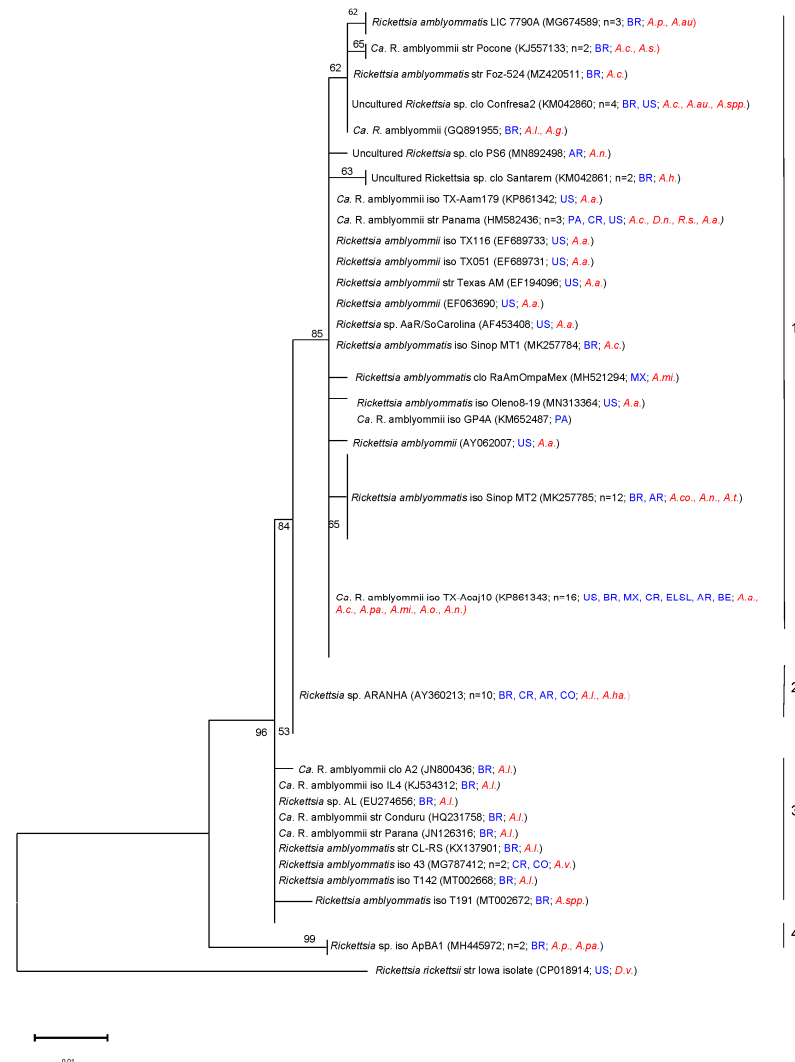 62
Rickettsia amblyommatis LIC 7790A (MG674589; n=3; BR; A.p., A.au)
65
Ca. R. amblyommii str Pocone (KJ557133; n=2; BR; A.c., A.s.)
62
Rickettsia amblyommatis str Foz-524 (MZ420511; BR; A.c.)
Uncultured Rickettsia sp. clo Confresa2 (KM042860; n=4; BR, US; A.c., A.au., A.spp.)
Ca. R. amblyommii (GQ891955; BR; A.l., A.g.)
Uncultured Rickettsia sp. clo PS6 (MN892498; AR; A.n.)
63
Uncultured Rickettsia sp. clo Santarem (KM042861; n=2; BR; A.h.)
Ca. R. amblyommii iso TX-Aam179 (KP861342; US; A.a.)
Ca. R. amblyommii str Panama (HM582436; n=3; PA, CR, US; A.c., D.n., R.s., A.a.)
Rickettsia amblyommii iso TX116 (EF689733; US; A.a.)
Rickettsia amblyommii iso TX051 (EF689731; US; A.a.)
Rickettsia amblyommii str Texas AM (EF194096; US; A.a.)
Rickettsia amblyommii (EF063690; US; A.a.)
Rickettsia sp. AaR/SoCarolina (AF453408; US; A.a.)
1
85
Rickettsia amblyommatis iso Sinop MT1 (MK257784; BR; A.c.)
Rickettsia amblyommatis clo RaAmOmpaMex (MH521294; MX; A.mi.)
Rickettsia amblyommatis iso Oleno8-19 (MN313364; US; A.a.)
Ca. R. amblyommii iso GP4A (KM652487; PA)
Rickettsia amblyommii (AY062007; US; A.a.)
Rickettsia amblyommatis iso Sinop MT2 (MK257785; n=12; BR, AR; A.co., A.n., A.t.)
84
65
Ca. R. amblyommii iso TX-Acaj10 (KP861343; n=16; US, BR, MX, CR, ELSL, AR, BE; A.a.,
A.c., A.pa., A.mi., A.o., A.n.)
2
Rickettsia sp. ARANHA (AY360213; n=10; BR, CR, AR, CO; A.l., A.ha.)
96
53
Ca. R. amblyommii clo A2 (JN800436; BR; A.l.)
Ca. R. amblyommii iso IL4 (KJ534312; BR; A.l.)
Rickettsia sp. AL (EU274656; BR; A.l.)
3
Ca. R. amblyommii str Conduru (HQ231758; BR; A.l.)
Ca. R. amblyommii str Parana (JN126316; BR; A.l.)
Rickettsia amblyommatis str CL-RS (KX137901; BR; A.l.)
Rickettsia amblyommatis iso 43 (MG787412; n=2; CR, CO; A.v.)
Rickettsia amblyommatis iso T142 (MT002668; BR; A.l.)
Rickettsia amblyommatis iso T191 (MT002672; BR; A.spp.)
4
99
Rickettsia sp. iso ApBA1 (MH445972; n=2; BR; A.p., A.pa.)
Rickettsia rickettsii str Iowa isolate (CP018914; US; D.v.)